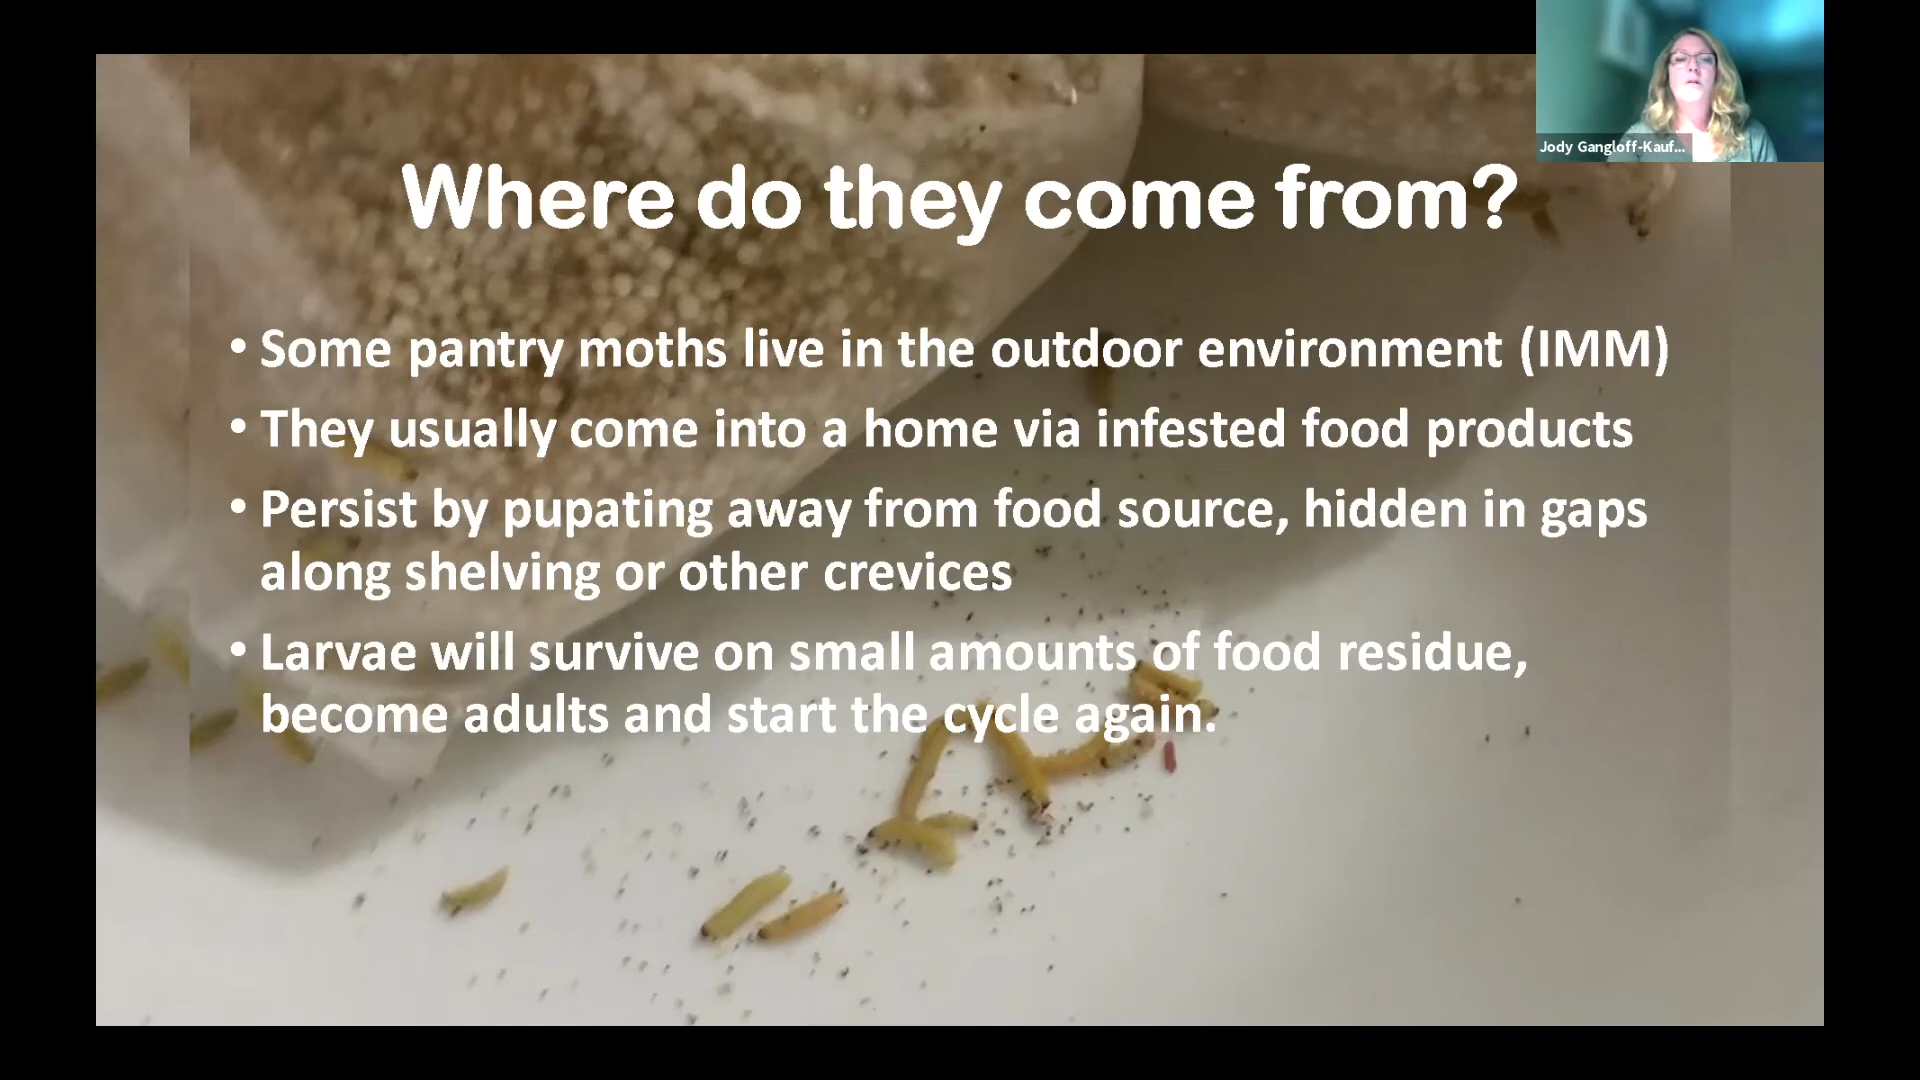 Jody Gangloff-Kauf...
Where do they come from?
• Some pantry moths live in the outdoor environment (IMM)
• They usually come into a home via infested food products
• Persist by pupating away from food source, hidden in gaps
along shelving or other crevices
• Larvae will survive on small amounts of food residue,
become adults and start the cycle again.